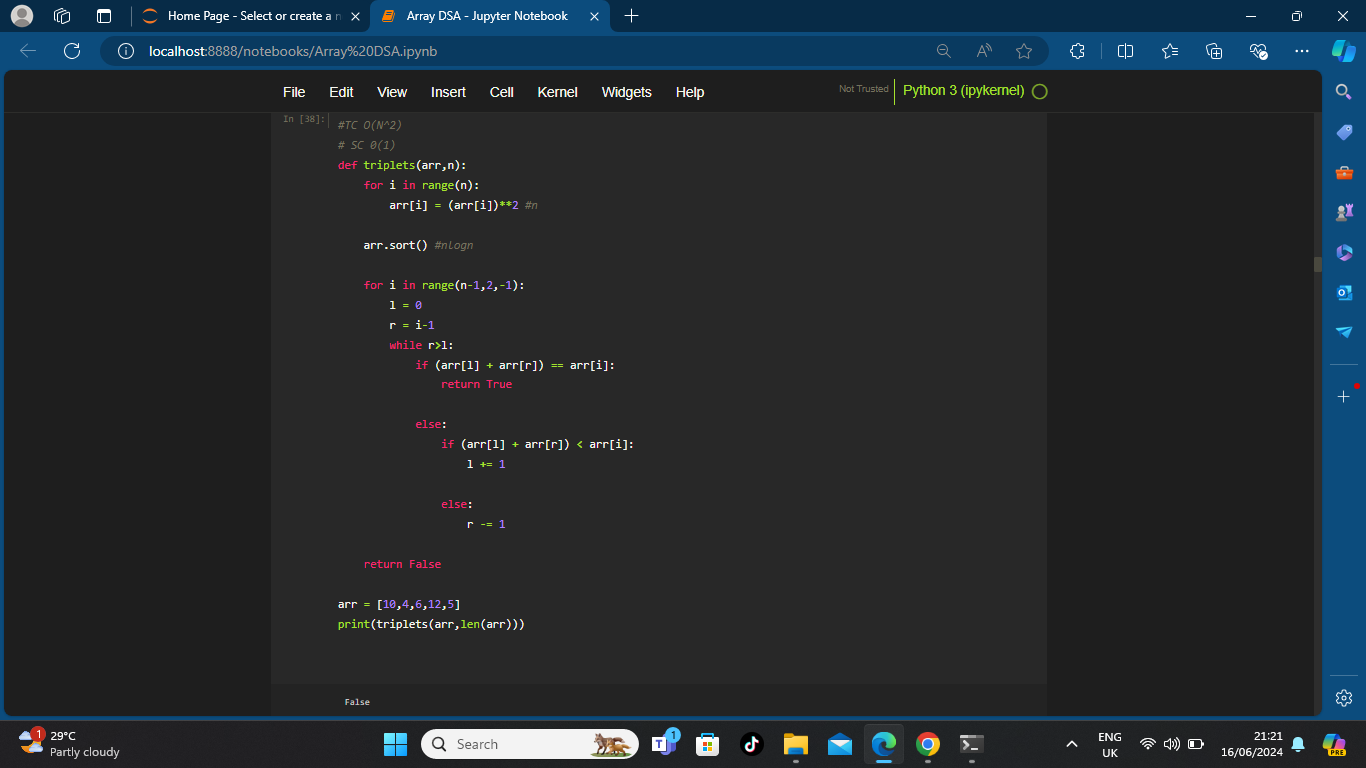 Home Page - Select or create a n
Array DSA - Jupyter Notebook
localhost:8888/notebooks/Array%20DSA.ipynb
File Edit View Insert Cell Kernel Widgets Help
Not Trusted
Python 3 (ipykernel)
In [38]:
#TC O(N^2)
# SC 0(1)
def triplets(arr,n):
    for i in range(n):
        arr[i] = (arr[i])**2 #n
    arr.sort() #nlogn
    for i in range(n-1,2,-1):
        l = 0
        r = i-1
        while r>l:
            if (arr[l] + arr[r]) == arr[i]:
                return True
            else:
                if (arr[l] + arr[r]) < arr[i]:
                    l += 1
                else:
                    r -= 1
    return False
arr = [10,4,6,12,5]
print(triplets(arr,len(arr)))
False
1
29°C
Partly cloudy
Search
1
PRE
ENG
UK
21:21
16/06/2024